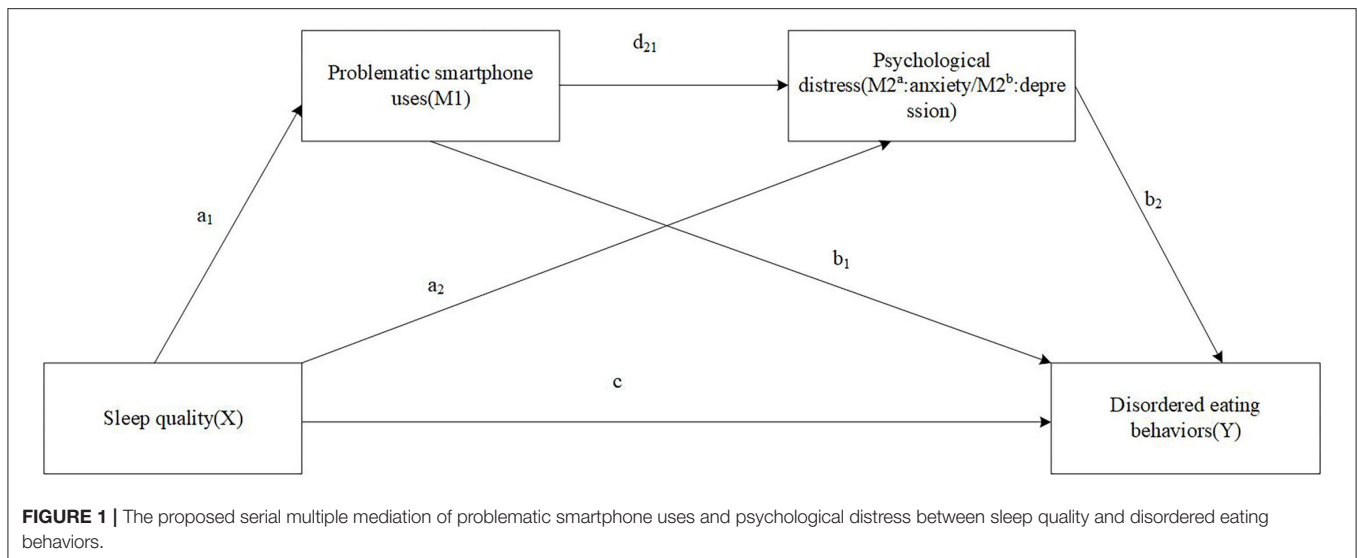 d21
Problematic smartphone
uses(M1)
Psychological
distress(M2a:anxiety/M2b:depre
ssion)
a1
b2
b1
a2
c
Sleep quality(X)
Disordered eating
behaviors(Y)
FIGURE 1 | The proposed serial multiple mediation of problematic smartphone uses and psychological distress between sleep quality and disordered eating
behaviors.